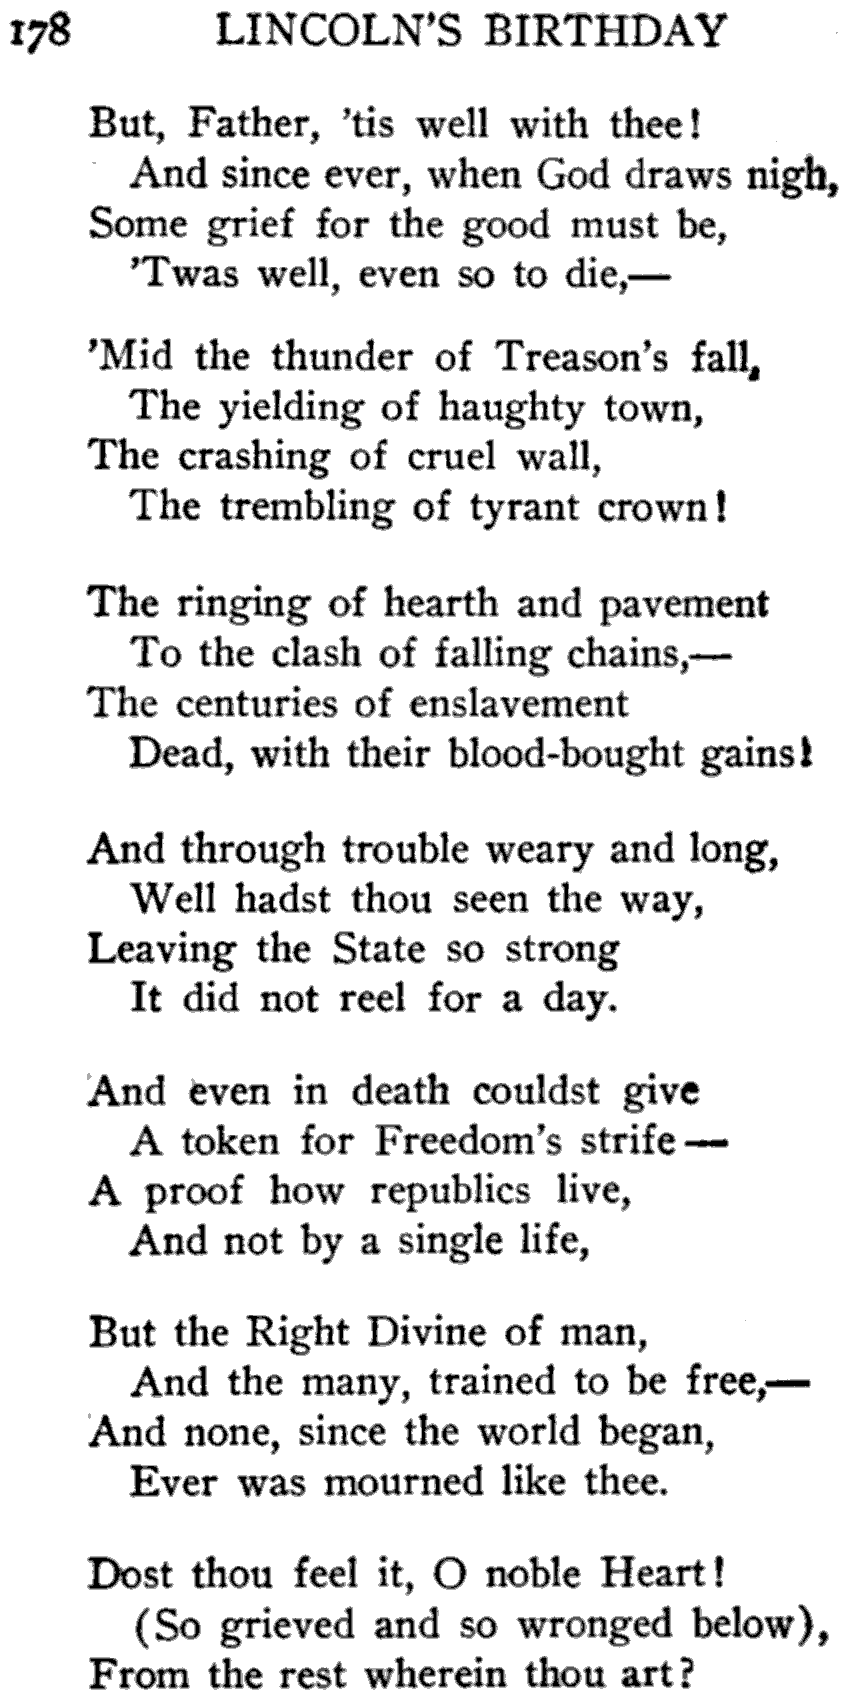 178 LINCOLN'S BIRTHDAY
But, Father, 'tis well with thee!
And since ever, when God draws nigh,
Some grief for the good must be,
'Twas well, even so to die,—
'Mid the thunder of Treason's fall,
The yielding of haughty town,
The crashing of cruel wall,
The trembling of tyrant crown!
The ringing of hearth and pavement
To the clash of falling chains,—
The centuries of enslavement
Dead, with their blood-bought gains!
And through trouble weary and long,
Well hadst thou seen the way,
Leaving the State so strong
It did not reel for a day.
And even in death couldst give
A token for Freedom's strife—
A proof how republics live,
And not by a single life,
But the Right Divine of man,
And the many, trained to be free,—
And none, since the world began,
Ever was mourned like thee.
Dost thou feel it, O noble Heart!
(So grieved and so wronged below),
From the rest wherein thou art?